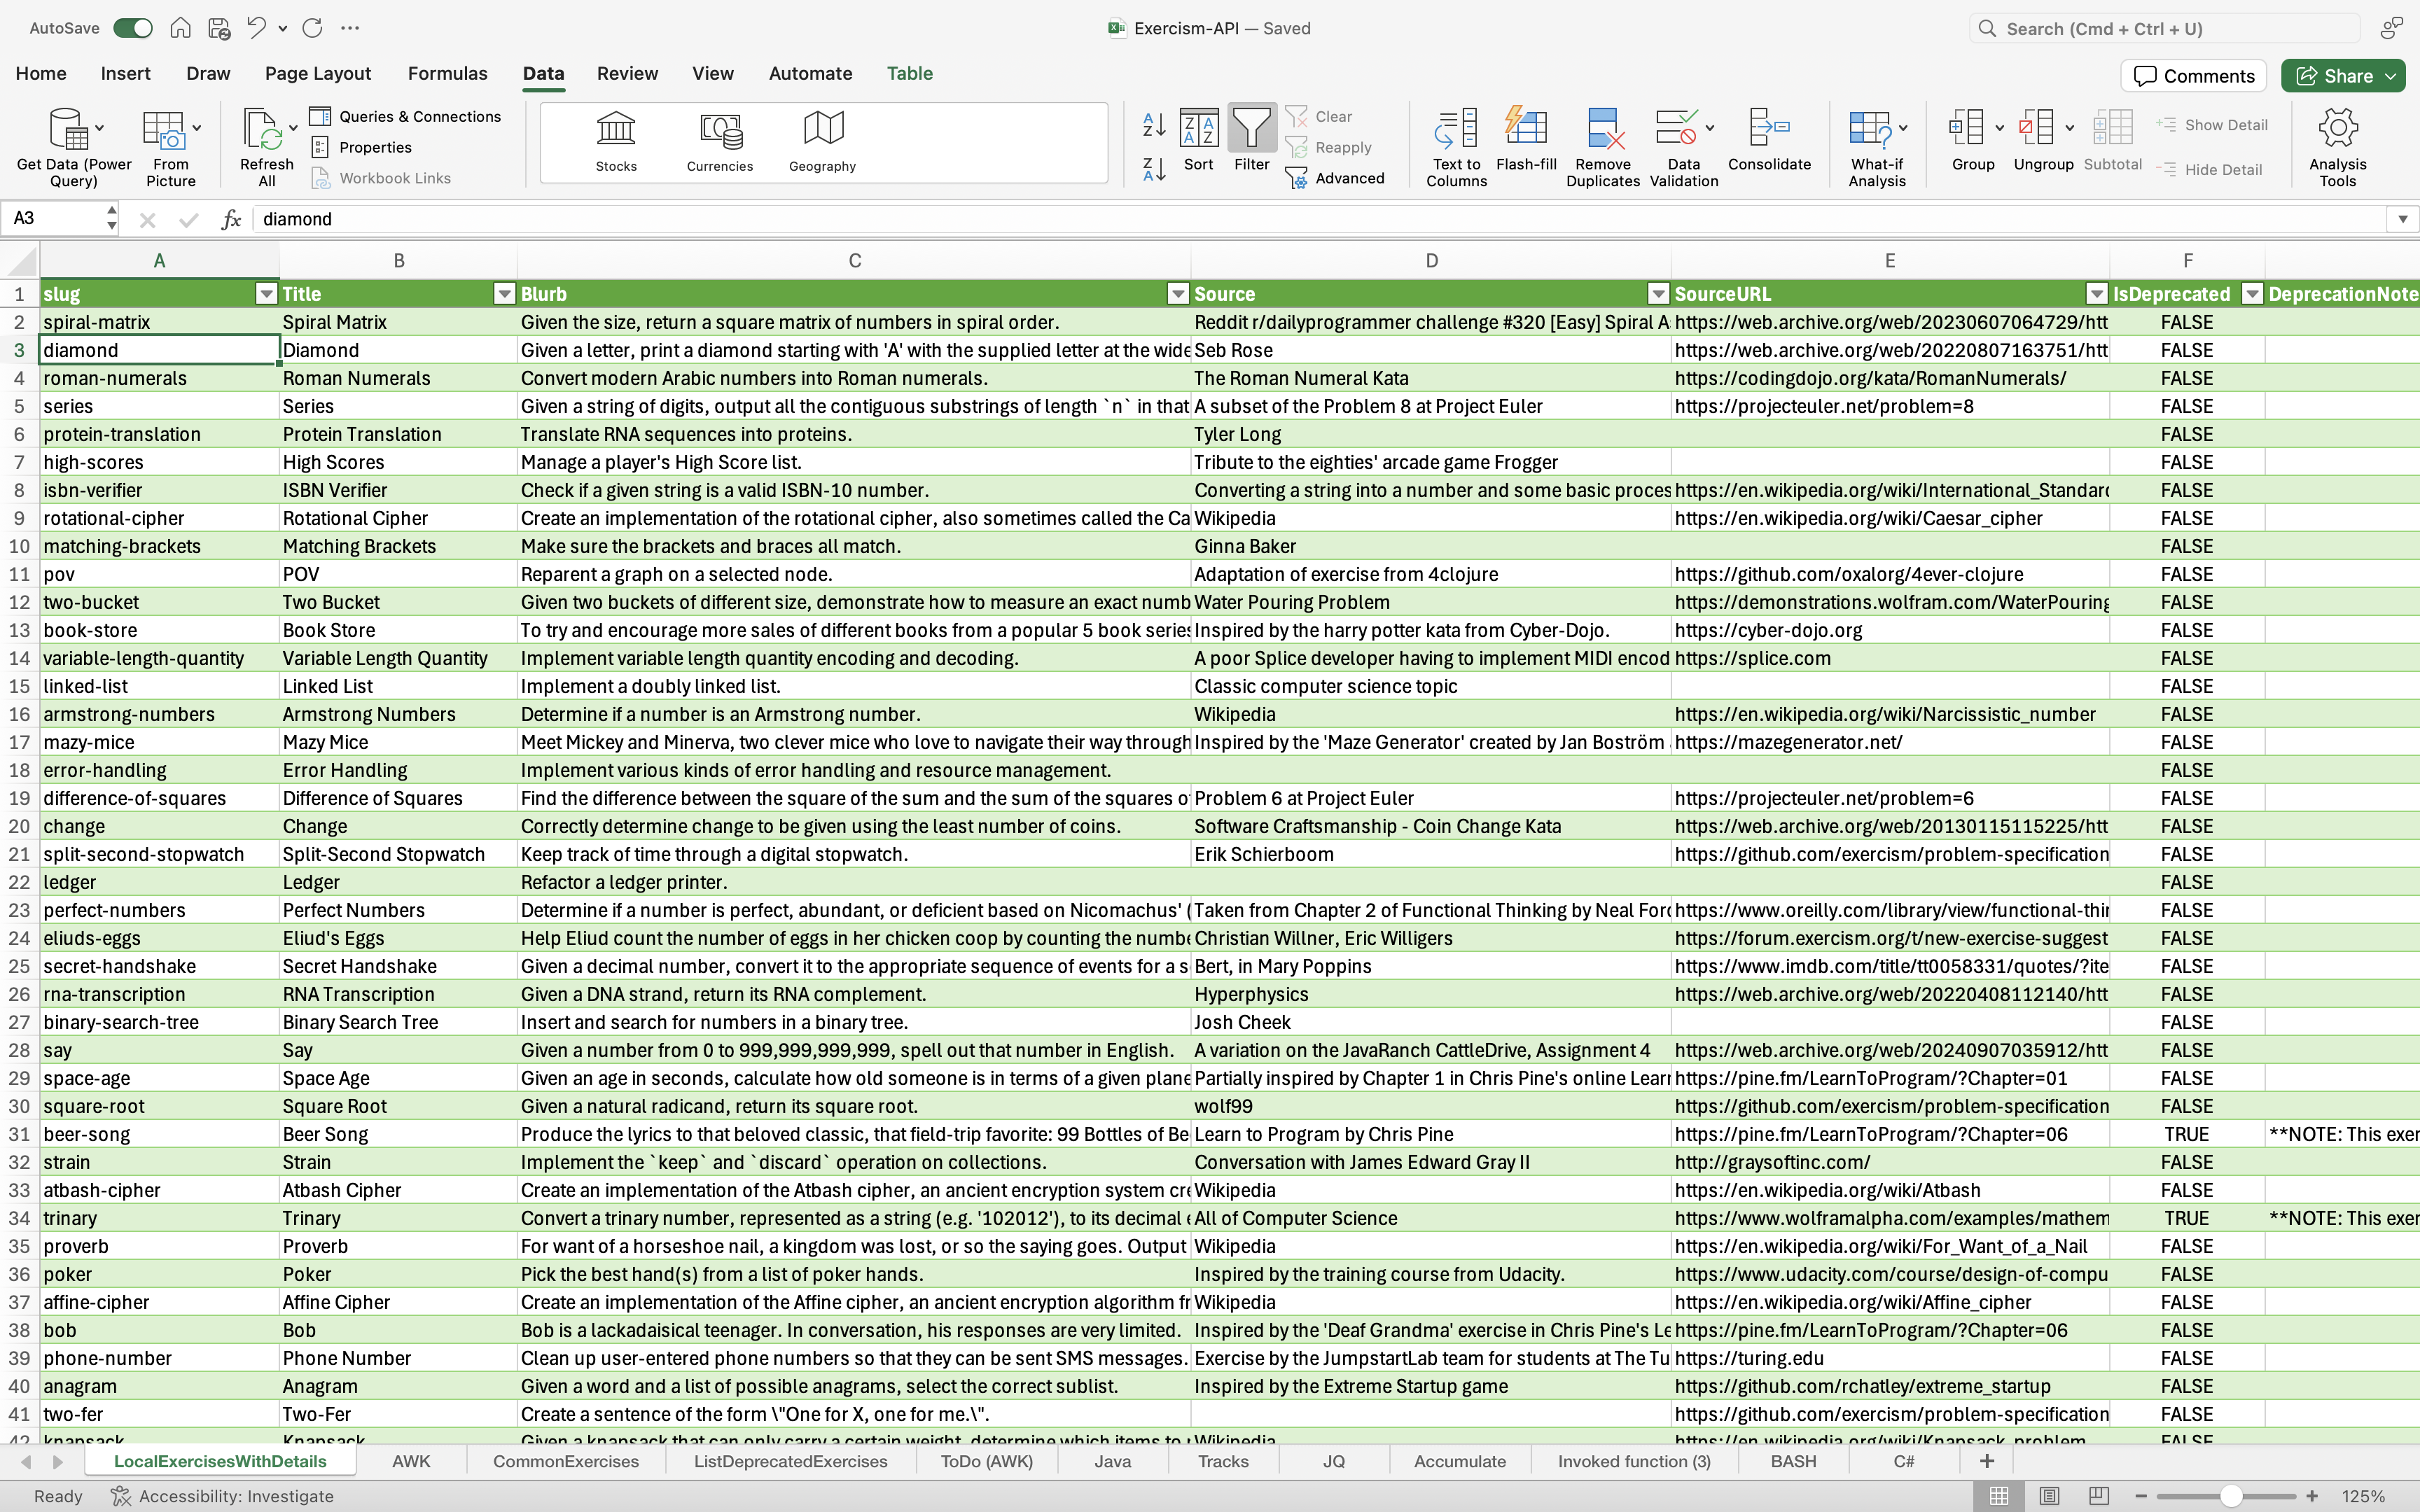 AutoSave
Exercism-API — Saved
Search (Cmd + Ctrl + U)
Home Insert Draw Page Layout Formulas Data Review View Automate Table
Comments Share
Get Data (Power Query)
From Picture
Refresh All
Queries & Connections
Properties
Workbook Links
Stocks Currencies Geography
Sort Filter
Clear
Reapply
Advanced
Text to Columns
Flash-fill
Remove Duplicates
Data Validation
Consolidate
What-if Analysis
Group Ungroup Subtotal
Show Detail
Hide Detail
Analysis Tools
A3 fx diamond
A B C D E F
1 slug Title Blurb Source SourceURL IsDeprecated DeprecationNote
2 spiral-matrix Spiral Matrix Given the size, return a square matrix of numbers in spiral order. Reddit r/dailyprogrammer challenge #320 [Easy] Spiral A https://web.archive.org/web/20230607064729/htt FALSE
3 diamond Diamond Given a letter, print a diamond starting with 'A' with the supplied letter at the wide Seb Rose https://web.archive.org/web/20220807163751/htt FALSE
4 roman-numerals Roman Numerals Convert modern Arabic numbers into Roman numerals. The Roman Numeral Kata https://codingdojo.org/kata/RomanNumerals/ FALSE
5 series Series Given a string of digits, output all the contiguous substrings of length `n` in that A subset of the Problem 8 at Project Euler https://projecteuler.net/problem=8 FALSE
6 protein-translation Protein Translation Translate RNA sequences into proteins. Tyler Long FALSE
7 high-scores High Scores Manage a player's High Score list. Tribute to the eighties' arcade game Frogger FALSE
8 isbn-verifier ISBN Verifier Check if a given string is a valid ISBN-10 number. Converting a string into a number and some basic proces https://en.wikipedia.org/wiki/International_Standard FALSE
9 rotational-cipher Rotational Cipher Create an implementation of the rotational cipher, also sometimes called the Ca Wikipedia https://en.wikipedia.org/wiki/Caesar_cipher FALSE
10 matching-brackets Matching Brackets Make sure the brackets and braces all match. Ginna Baker FALSE
11 pov POV Reparent a graph on a selected node. Adaptation of exercise from 4clojure https://github.com/oxalorg/4ever-clojure FALSE
12 two-bucket Two Bucket Given two buckets of different size, demonstrate how to measure an exact numb Water Pouring Problem https://demonstrations.wolfram.com/WaterPouring FALSE
13 book-store Book Store To try and encourage more sales of different books from a popular 5 book series Inspired by the harry potter kata from Cyber-Dojo. https://cyber-dojo.org FALSE
14 variable-length-quantity Variable Length Quantity Implement variable length quantity encoding and decoding. A poor Splice developer having to implement MIDI encod https://splice.com FALSE
15 linked-list Linked List Implement a doubly linked list. Classic computer science topic FALSE
16 armstrong-numbers Armstrong Numbers Determine if a number is an Armstrong number. Wikipedia https://en.wikipedia.org/wiki/Narcissistic_number FALSE
17 mazy-mice Mazy Mice Meet Mickey and Minerva, two clever mice who love to navigate their way through Inspired by the 'Maze Generator' created by Jan Boström https://mazegenerator.net/ FALSE
18 error-handling Error Handling Implement various kinds of error handling and resource management. FALSE
19 difference-of-squares Difference of Squares Find the difference between the square of the sum and the sum of the squares o Problem 6 at Project Euler https://projecteuler.net/problem=6 FALSE
20 change Change Correctly determine change to be given using the least number of coins. Software Craftsmanship - Coin Change Kata https://web.archive.org/web/20130115115225/htt FALSE
21 split-second-stopwatch Split-Second Stopwatch Keep track of time through a digital stopwatch. Erik Schierboom https://github.com/exercism/problem-specification FALSE
22 ledger Ledger Refactor a ledger printer. FALSE
23 perfect-numbers Perfect Numbers Determine if a number is perfect, abundant, or deficient based on Nicomachus' ( Taken from Chapter 2 of Functional Thinking by Neal Ford https://www.oreilly.com/library/view/functional-thin FALSE
24 eliuds-eggs Eliud's Eggs Help Eliud count the number of eggs in her chicken coop by counting the numbe Christian Willner, Eric Willigers https://forum.exercism.org/t/new-exercise-suggest FALSE
25 secret-handshake Secret Handshake Given a decimal number, convert it to the appropriate sequence of events for a s Bert, in Mary Poppins https://www.imdb.com/title/tt0058331/quotes/?ite FALSE
26 rna-transcription RNA Transcription Given a DNA strand, return its RNA complement. Hyperphysics https://web.archive.org/web/20220408112140/htt FALSE
27 binary-search-tree Binary Search Tree Insert and search for numbers in a binary tree. Josh Cheek FALSE
28 say Say Given a number from 0 to 999,999,999,999, spell out that number in English. A variation on the JavaRanch CattleDrive, Assignment 4 https://web.archive.org/web/20240907035912/htt FALSE
29 space-age Space Age Given an age in seconds, calculate how old someone is in terms of a given plane Partially inspired by Chapter 1 in Chris Pine's online Lear https://pine.fm/LearnToProgram/?Chapter=01 FALSE
30 square-root Square Root Given a natural radicand, return its square root. wolf99 https://github.com/exercism/problem-specification FALSE
31 beer-song Beer Song Produce the lyrics to that beloved classic, that field-trip favorite: 99 Bottles of Be Learn to Program by Chris Pine https://pine.fm/LearnToProgram/?Chapter=06 TRUE **NOTE: This exer
32 strain Strain Implement the `keep` and `discard` operation on collections. Conversation with James Edward Gray II http://graysoftinc.com/ FALSE
33 atbash-cipher Atbash Cipher Create an implementation of the Atbash cipher, an ancient encryption system cre Wikipedia https://en.wikipedia.org/wiki/Atbash FALSE
34 trinary Trinary Convert a trinary number, represented as a string (e.g. '102012'), to its decimal e All of Computer Science https://www.wolframalpha.com/examples/mathem TRUE **NOTE: This exer
35 proverb Proverb For want of a horseshoe nail, a kingdom was lost, or so the saying goes. Output Wikipedia https://en.wikipedia.org/wiki/For_Want_of_a_Nail FALSE
36 poker Poker Pick the best hand(s) from a list of poker hands. Inspired by the training course from Udacity. https://www.udacity.com/course/design-of-compu FALSE
37 affine-cipher Affine Cipher Create an implementation of the Affine cipher, an ancient encryption algorithm fr Wikipedia https://en.wikipedia.org/wiki/Affine_cipher FALSE
38 bob Bob Bob is a lackadaisical teenager. In conversation, his responses are very limited. Inspired by the 'Deaf Grandma' exercise in Chris Pine's Le https://pine.fm/LearnToProgram/?Chapter=06 FALSE
39 phone-number Phone Number Clean up user-entered phone numbers so that they can be sent SMS messages. Exercise by the JumpstartLab team for students at The Tu https://turing.edu FALSE
40 anagram Anagram Given a word and a list of possible anagrams, select the correct sublist. Inspired by the Extreme Startup game https://github.com/rchatley/extreme_startup FALSE
41 two-fer Two-Fer Create a sentence of the form \"One for X, one for me.\". https://github.com/exercism/problem-specification FALSE
42 knapsack Knapsack Given a knapsack that can only carry a certain weight, determine which items to Wikipedia https://en.wikipedia.org/wiki/Knapsack_problem FALSE
LocalExercisesWithDetails AWK CommonExercises ListDeprecatedExercises ToDo (AWK) Java Tracks JQ Accumulate Invoked function (3) BASH C# +
Ready Accessibility: Investigate 125%